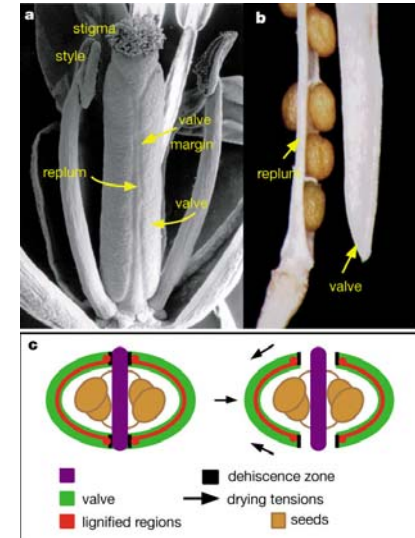 a
stigma
style
valve
margin
replum
valve
b
replum
valve
c
dehiscence zone
valve
drying tensions
lignified regions
seeds